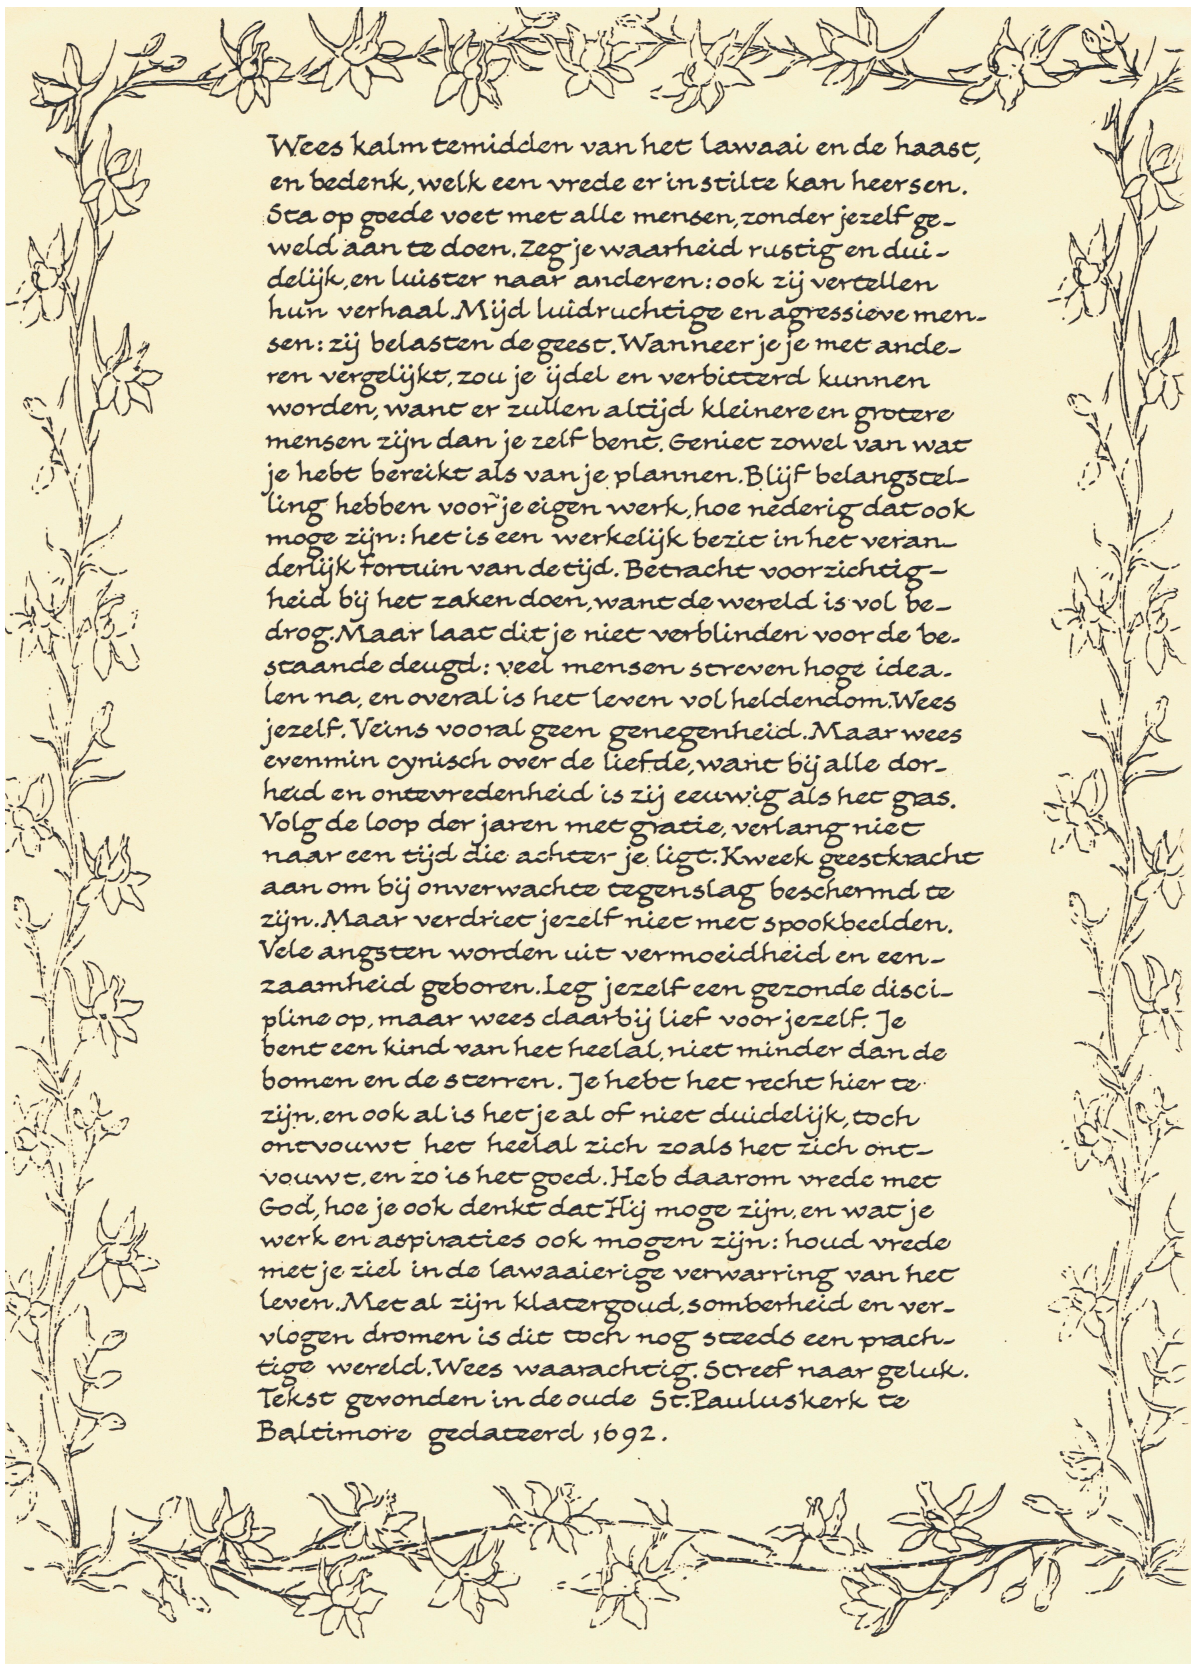 Wees kalm temidden van het lawaai en de haast,
en bedenk, welk een vrede er in stilte kan heersen.
Sta op goede voet met alle mensen, zonder jezelf ge-
weld aan te doen. Zeg je waarheid rustig en dui-
delijk, en luister naar anderen: ook zij vertellen
hun verhaal. Mijd luidruchtige en agressieve men-
sen: zij belasten de geest. Wanneer je je met ande-
ren vergelijkt, zou je ijdel en verbitterd kunnen
worden, want er zullen altijd kleinere en grotere
mensen zijn dan je zelf bent. Geniet zowel van wat
je hebt bereikt als van je plannen. Blijf belangstel-
ling hebben voor je eigen werk, hoe nederig dat ook
moge zijn: het is een werkelijk bezit in het veran-
derlijk fortuin van de tijd. Betracht voorzichtig-
heid bij het zaken doen, want de wereld is vol be-
drog. Maar laat dit je niet verblinden voor de be-
staande deugd: veel mensen streven hoge idea-
len na, en overal is het leven vol heldendom. Wees
jezelf. Veins vooral geen genegenheid. Maar wees
evenmin cynisch over de liefde, want bij alle dor-
heid en ontevredenheid is zij eeuwig als het gras.
Volg de loop der jaren met gratie, verlang niet
naar een tijd die achter je ligt. Kweek geestkracht
aan om bij onverwachte tegenslag beschermd te
zijn. Maar verdriet jezelf niet met spookbeelden.
Vele angsten worden uit vermoeidheid en een-
zaamheid geboren. Leg jezelf een gezonde disci-
pline op, maar wees daarbij lief voor jezelf. Je
bent een kind van het heelal, niet minder dan de
bomen en de sterren. Je hebt het recht hier te
zijn, en ook al is het je al of niet duidelijk, toch
ontvouwt het heelal zich zoals het zich ont-
vouwt, en zo is het goed. Heb daarom vrede met
God, hoe je ook denkt dat Hij moge zijn, en wat je
werk en aspiraties ook mogen zijn: houd vrede
met je ziel in de lawaaierige verwarring van het
leven. Met al zijn klatergoud, somberheid en ver-
vlogen dromen is dit toch nog steeds een prach-
tige wereld. Wees waarachtig. Streef naar geluk.
Tekst gevonden in de oude St. Pauluskerk te
Baltimore gedateerd 1692.